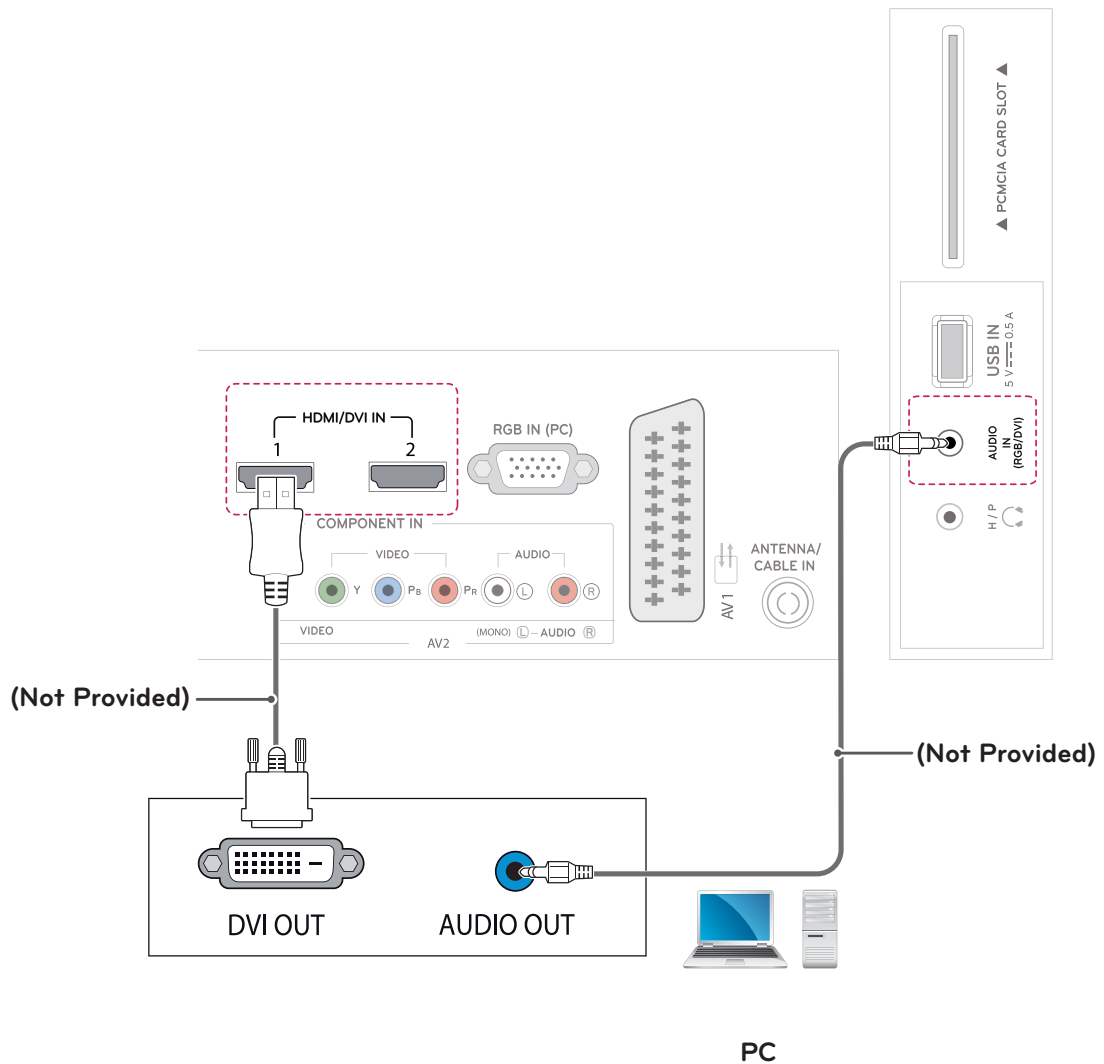 ▲ PCMCIA CARD SLOT ▲
USB IN
5 V 0.5 A
AUDIO
IN
(RGB/DVI)
H / P
HDMI/DVI IN
1
2
RGB IN (PC)
COMPONENT IN
VIDEO
AUDIO
Y
PB
PR
L
R
VIDEO
(MONO) L – AUDIO R
AV2
AV1
ANTENNA/
CABLE IN
(Not Provided)
(Not Provided)
DVI OUT
AUDIO OUT
PC